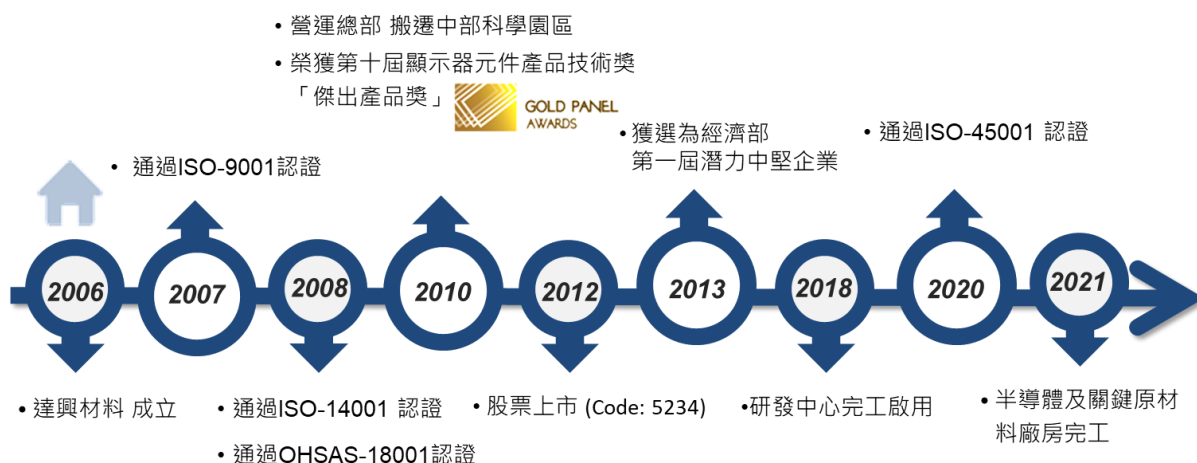 • 營運總部 搬遷中部科學園區
• 榮獲第十屆顯示器元件產品技術獎
「傑出產品獎」
GOLD PANEL
AWARDS
• 通過ISO-9001認證
• 獲選為經濟部
第一屆潛力中堅企業
• 通過ISO-45001 認證
2006
2007
2008
2010
2012
2013
2018
2020
2021
• 達興材料 成立
• 通過ISO-14001 認證
• 通過OHSAS-18001認證
• 股票上市 (Code: 5234)
•研發中心完工啟用
• 半導體及關鍵原材
料廠房完工